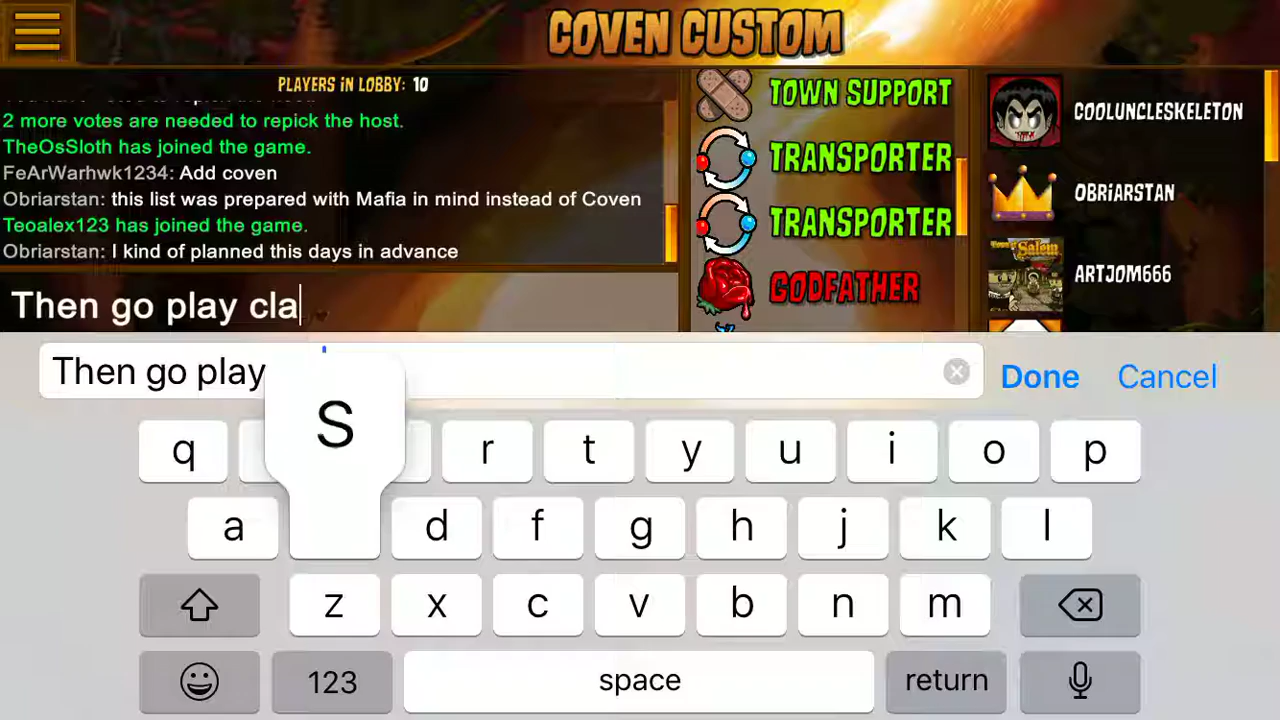 COVEN CUSTOM
PLAYERS IN LOBBY: 10
2 more votes are needed to repick the host.
TheOsSloth has joined the game.
FeArWarhwk1234: Add coven
Obriarstan: this list was prepared with Mafia in mind instead of Coven
Teoalex123 has joined the game.
Obriarstan: I kind of planned this days in advance
Then go play cla
TOWN SUPPORT
TRANSPORTER
TRANSPORTER
GODFATHER
COOLUNCLESKELETON
OBRIARSTAN
Town of Salem
ARTJOM666
Then go play
Done
Cancel
S
q r t y u i o p
a d f g h j k l
z x c v b n m
123 space return